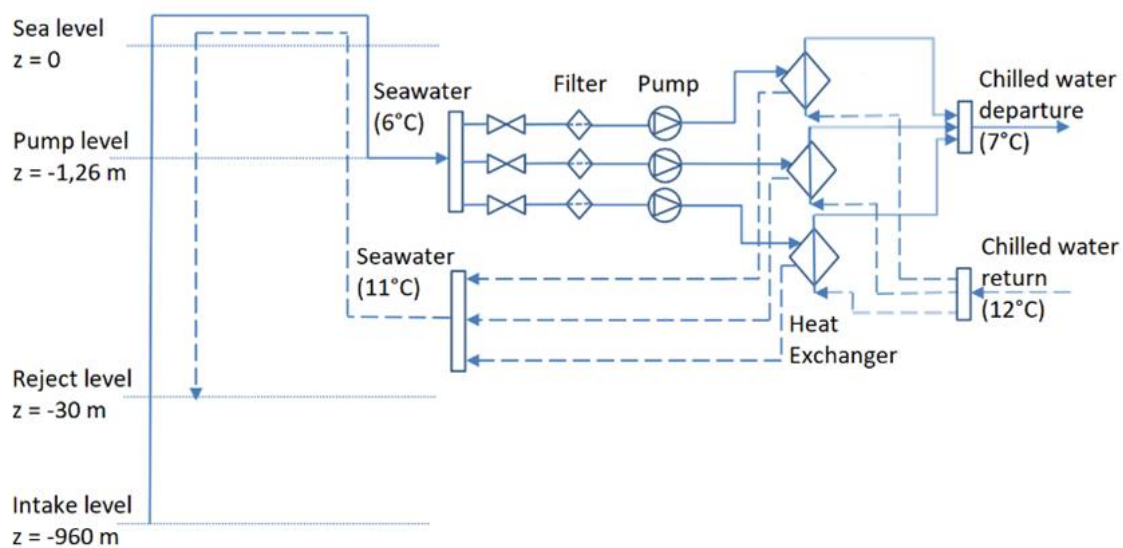 Sea level
z = 0
Pump level
z = -1,26 m
Reject level
z = -30 m
Intake level
z = -960 m
Seawater
(6°C)
Filter
Pump
Seawater
(11°C)
Heat
Exchanger
Chilled water
departure
(7°C)
Chilled water
return
(12°C)